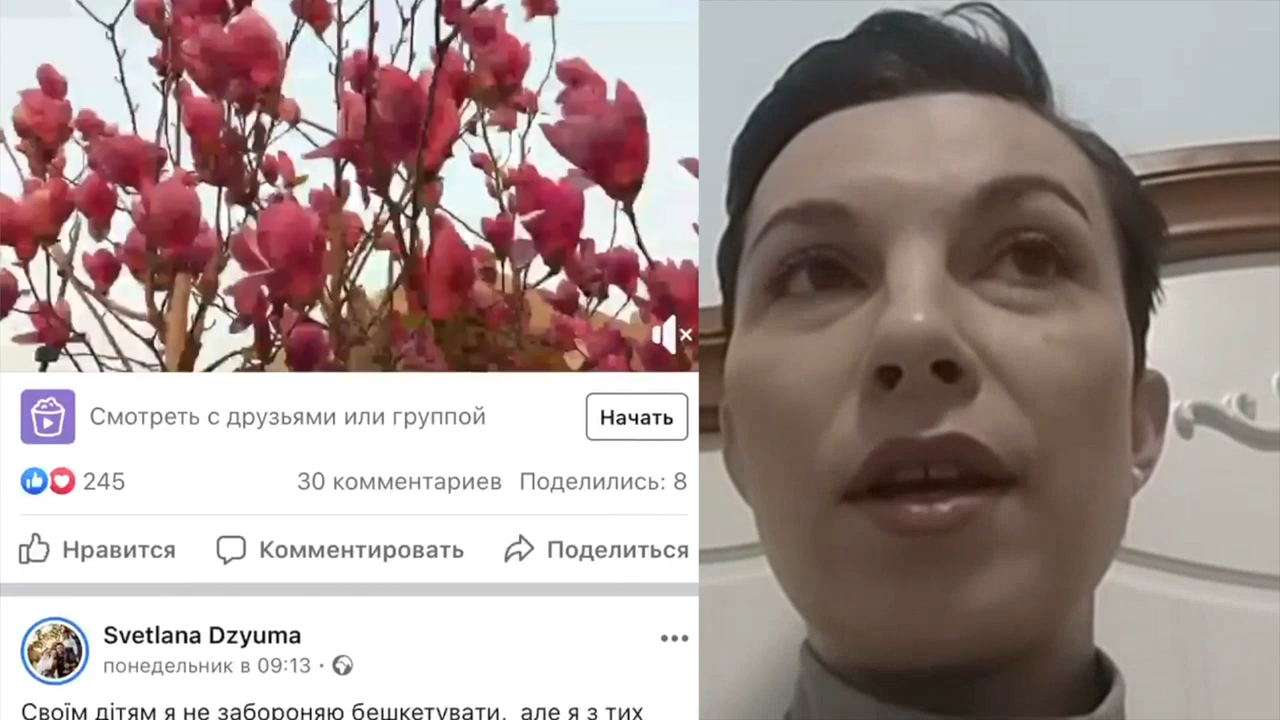 Смотреть с друзьями или группой
Начать
245
30 комментариев Поделились: 8
Нравится Комментировать Поделиться
Svetlana Dzyuma
понедельник в 09:13 ·
Своїм дітям я не забороняю бешкетувати, але я з тих